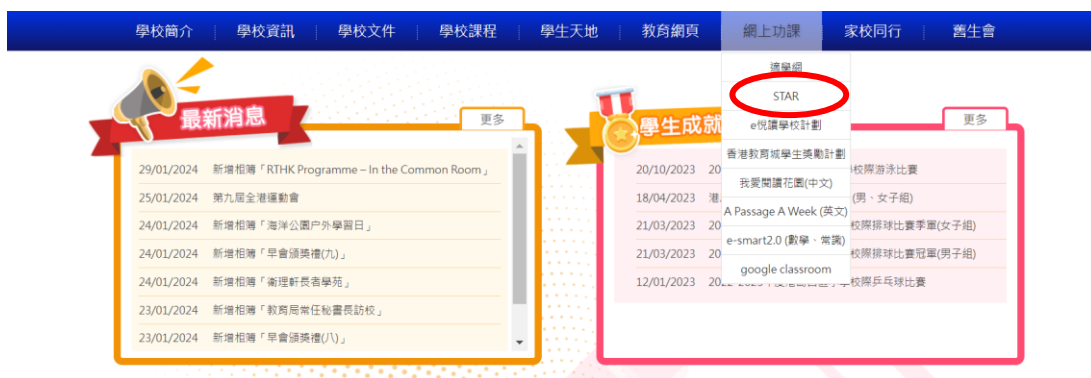 學校簡介 學校資訊 學校文件 學校課程 學生天地 教育網頁 網上功課 家校同行 舊生會
適學網
STAR
e悅讀學校計劃
香港教育城學生獎勵計劃
我愛閱讀花園(中文)
A Passage A Week (英文)
e-smart2.0 (數學、常識)
google classroom
最新消息
更多
29/01/2024 新增相簿「RTHK Programme – In the Common Room」
25/01/2024 第九屆全港運動會
24/01/2024 新增相簿「海洋公園戶外學習日」
24/01/2024 新增相簿「早會頒獎禮(九)」
24/01/2024 新增相簿「衞理軒長者學苑」
23/01/2024 新增相簿「教育局常任秘書長訪校」
23/01/2024 新增相簿「早會頒獎禮(八)」
學生成就
更多
20/10/2023 校際游泳比賽
18/04/2023 (男、女子組)
21/03/2023 校際排球比賽季軍(女子組)
21/03/2023 校際排球比賽冠軍(男子組)
12/01/2023 校際乒乓球比賽